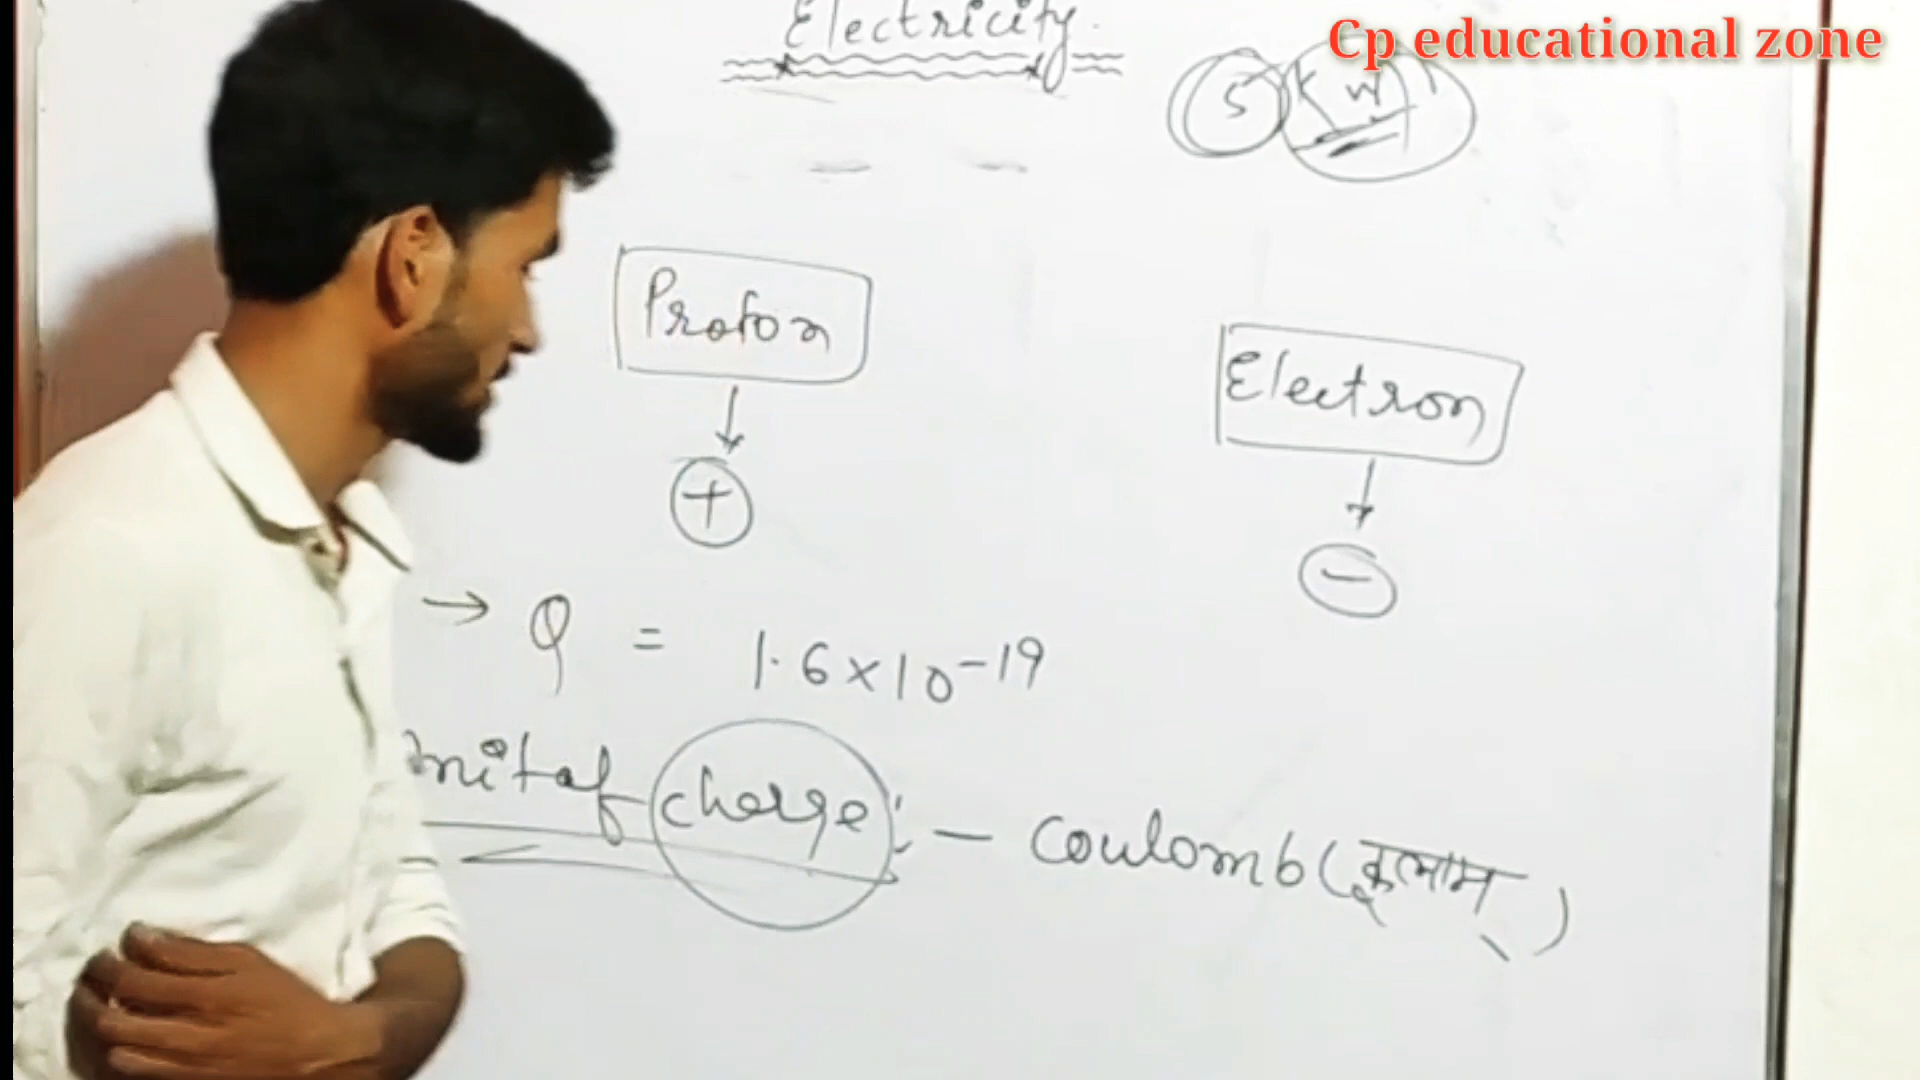 Electricity.
Cp educational zone
S W
Proton
Electron
+
−
→ Q = 1.6×10⁻¹⁹
unit of charge :— coulomb (कूलाम्)